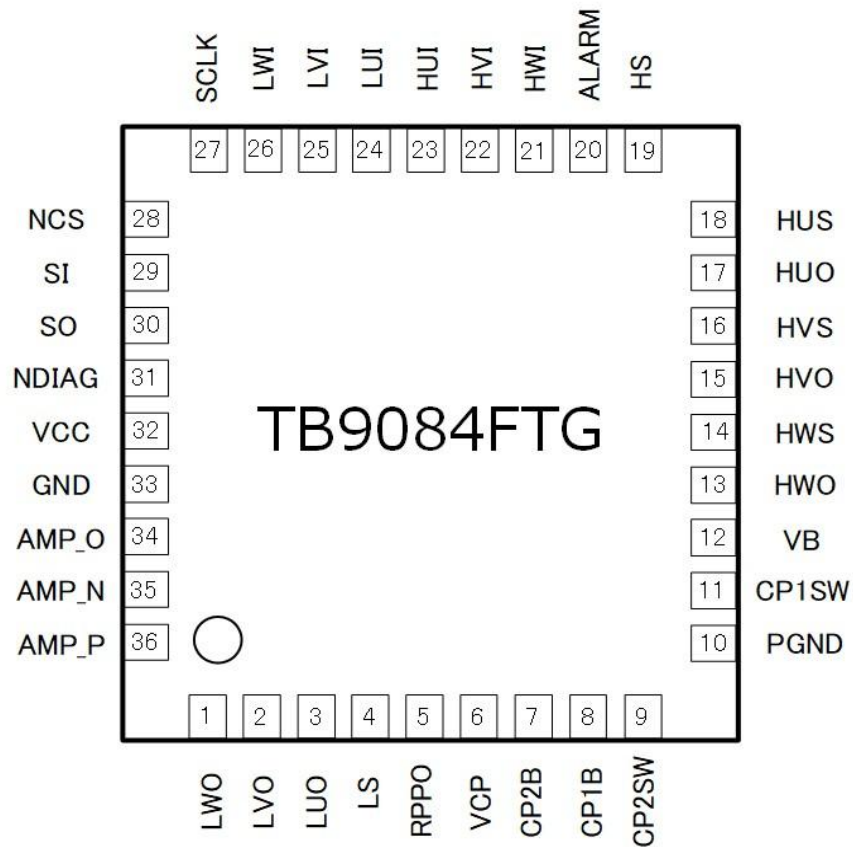 SCLK LWI LVI LUI HUI HVI HWI ALARM HS
27 26 25 24 23 22 21 20 19
NCS 28 18 HUS
SI 29 17 HUO
SO 30 16 HVS
NDIAG 31 15 HVO
VCC 32 TB9084FTG 14 HWS
GND 33 13 HWO
AMP_O 34 12 VB
AMP_N 35 11 CP1SW
AMP_P 36 10 PGND
1 2 3 4 5 6 7 8 9
LWO LVO LUO LS RPPO VCP CP2B CP1B CP2SW